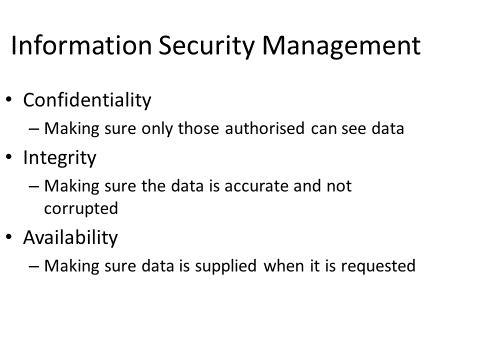 Information Security Management
• Confidentiality
– Making sure only those authorised can see data
• Integrity
– Making sure the data is accurate and not
corrupted
• Availability
– Making sure data is supplied when it is requested